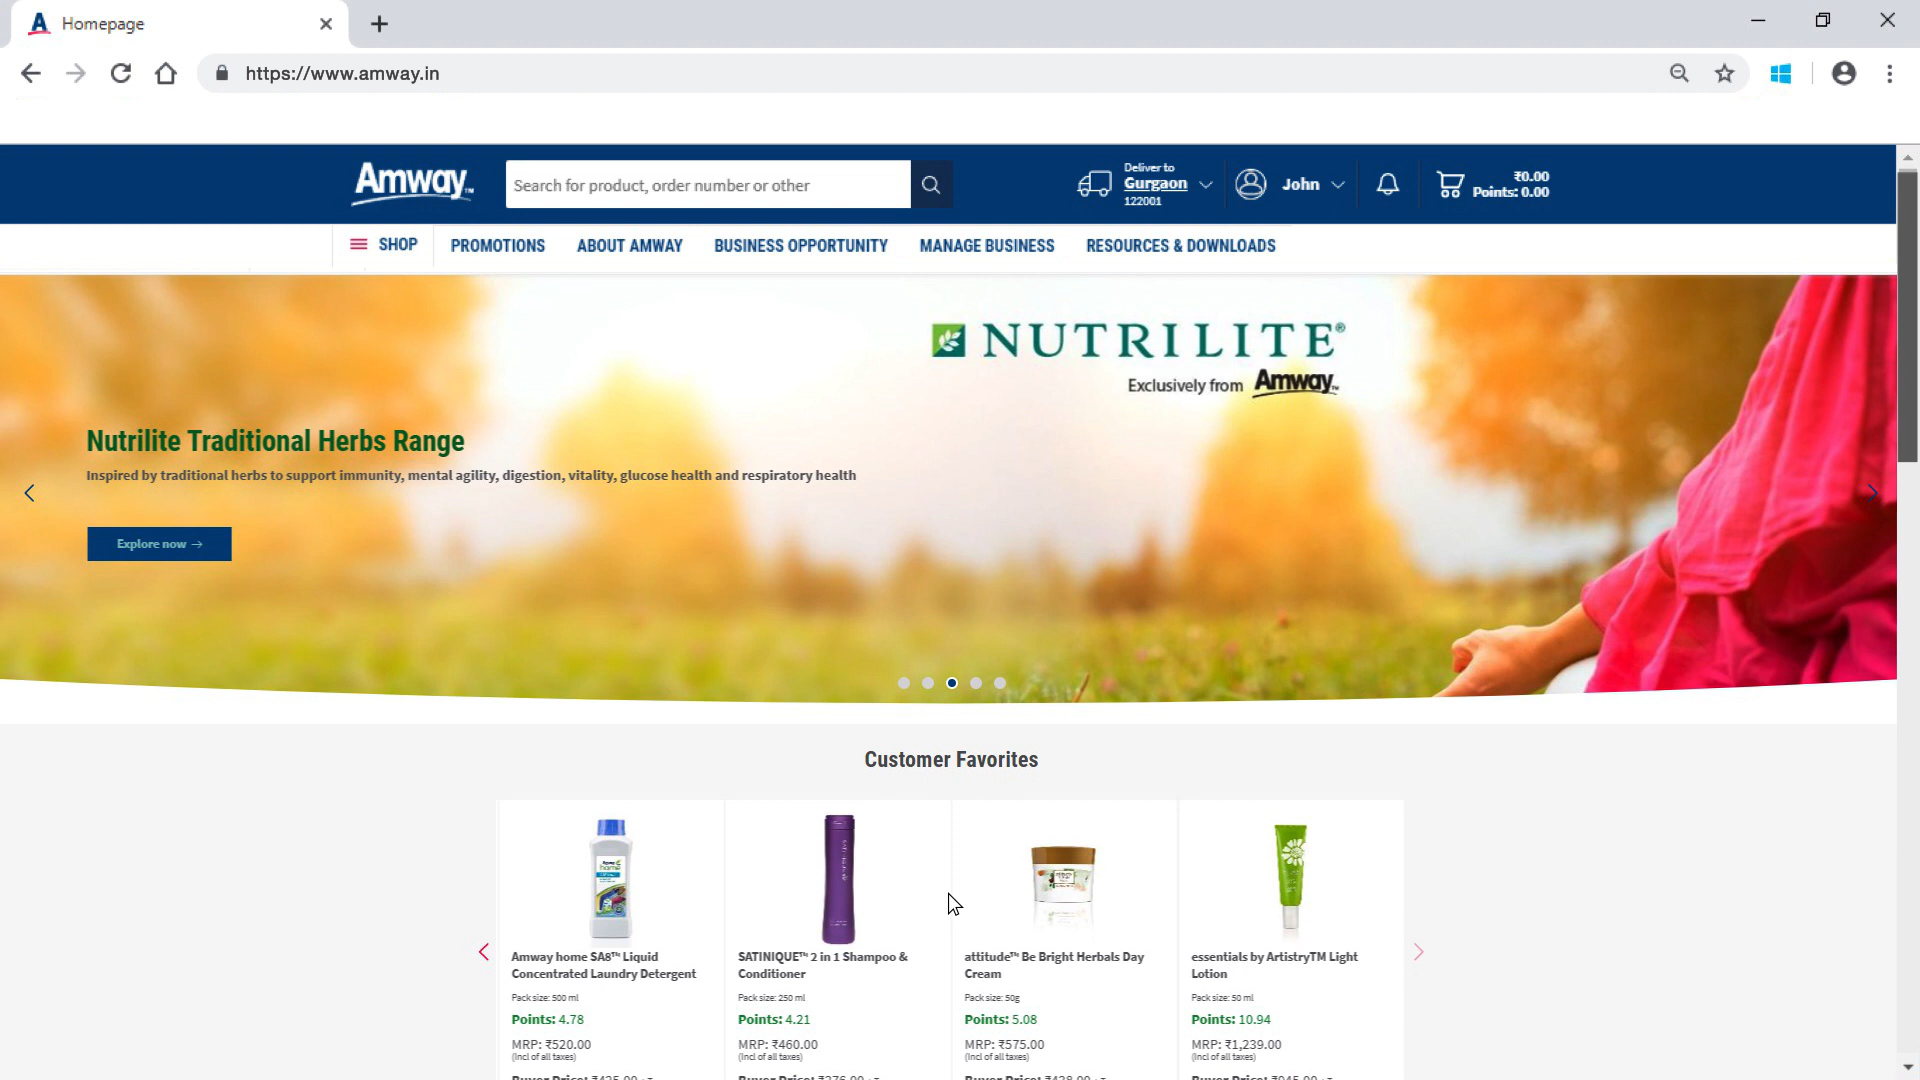 Homepage
https://www.amway.in
Amway™
Search for product, order number or other
Deliver to
Gurgaon
122001
John
₹0.00
Points: 0.00
SHOP
PROMOTIONS
ABOUT AMWAY
BUSINESS OPPORTUNITY
MANAGE BUSINESS
RESOURCES & DOWNLOADS
NUTRILITE®
Exclusively from Amway™
Nutrilite Traditional Herbs Range
Inspired by traditional herbs to support immunity, mental agility, digestion, vitality, glucose health and respiratory health
Explore now →
Customer Favorites
Amway home SA8™ Liquid
Concentrated Laundry Detergent
Pack size: 500 ml
Points: 4.78
MRP: ₹520.00
(Incl of all taxes)
SATINIQUE™ 2 in 1 Shampoo &
Conditioner
Pack size: 250 ml
Points: 4.21
MRP: ₹460.00
(Incl of all taxes)
attitude™ Be Bright Herbals Day
Cream
Pack size: 50g
Points: 5.08
MRP: ₹575.00
(Incl of all taxes)
essentials by ArtistryTM Light
Lotion
Pack size: 50 ml
Points: 10.94
MRP: ₹1,239.00
(Incl of all taxes)